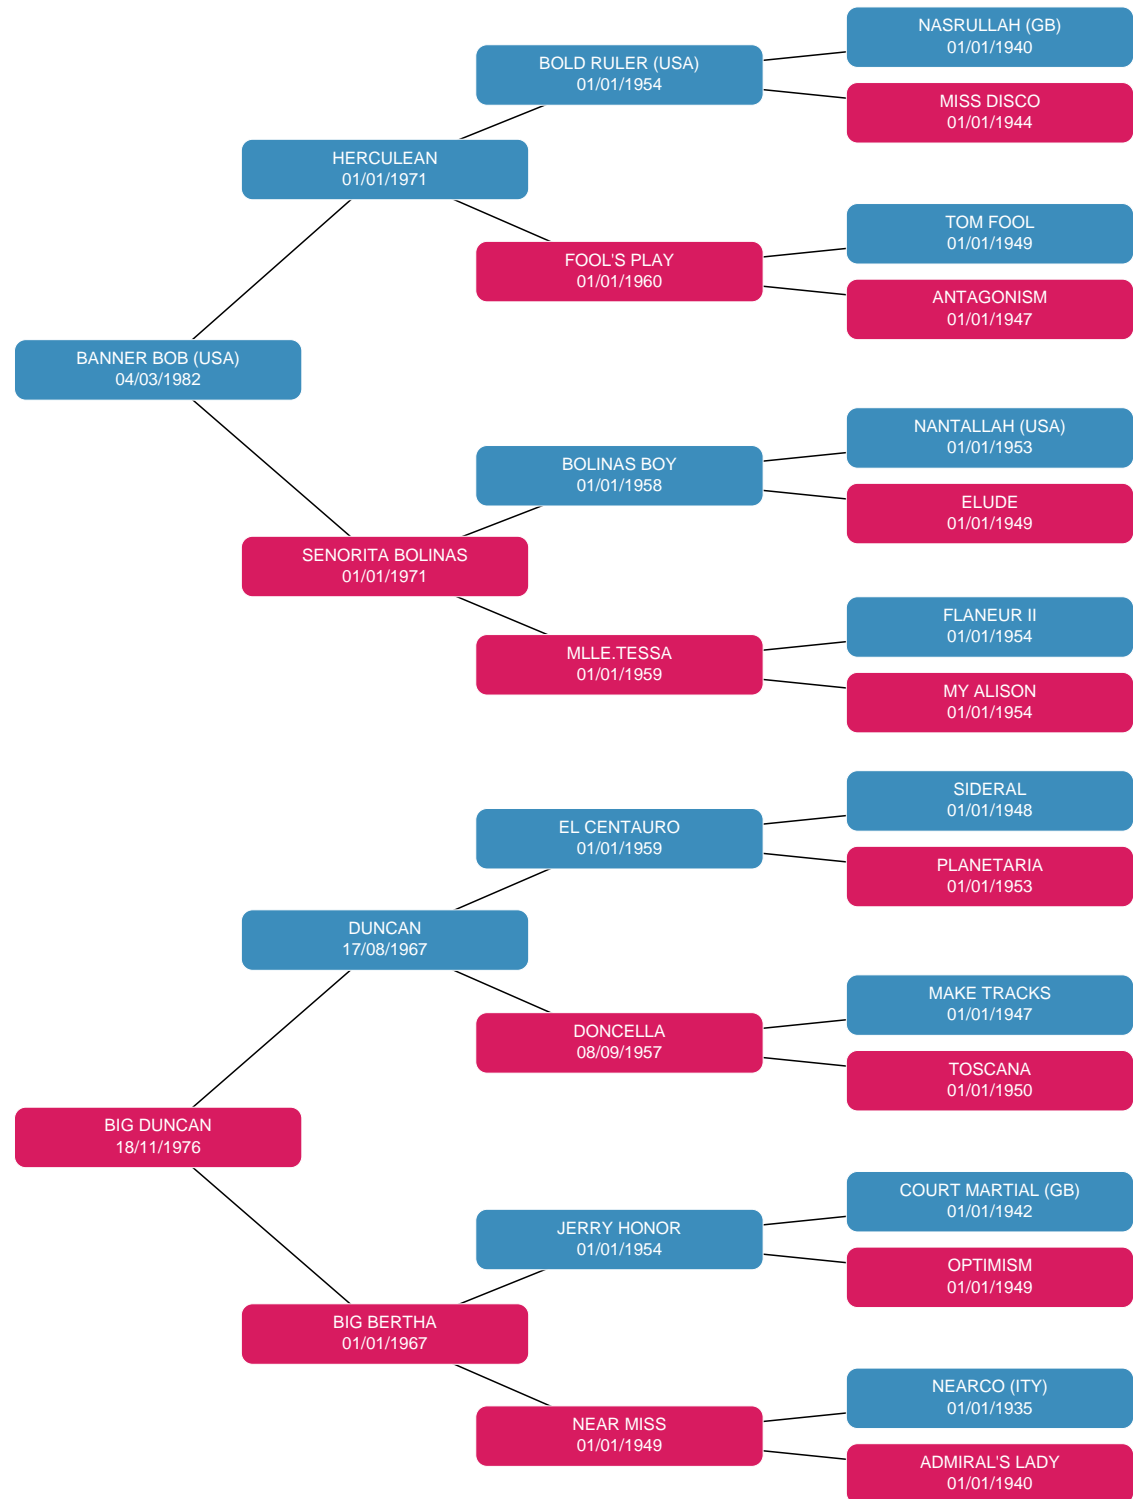 NASRULLAH (GB)
01/01/1940
BOLD RULER (USA)
01/01/1954
MISS DISCO
01/01/1944
HERCULEAN
01/01/1971
TOM FOOL
01/01/1949
FOOL'S PLAY
01/01/1960
ANTAGONISM
01/01/1947
BANNER BOB (USA)
04/03/1982
NANTALLAH (USA)
01/01/1953
BOLINAS BOY
01/01/1958
ELUDE
01/01/1949
SENORITA BOLINAS
01/01/1971
FLANEUR II
01/01/1954
MLLE.TESSA
01/01/1959
MY ALISON
01/01/1954
SIDERAL
01/01/1948
EL CENTAURO
01/01/1959
PLANETARIA
01/01/1953
DUNCAN
17/08/1967
MAKE TRACKS
01/01/1947
DONCELLA
08/09/1957
TOSCANA
01/01/1950
BIG DUNCAN
18/11/1976
COURT MARTIAL (GB)
01/01/1942
JERRY HONOR
01/01/1954
OPTIMISM
01/01/1949
BIG BERTHA
01/01/1967
NEARCO (ITY)
01/01/1935
NEAR MISS
01/01/1949
ADMIRAL'S LADY
01/01/1940